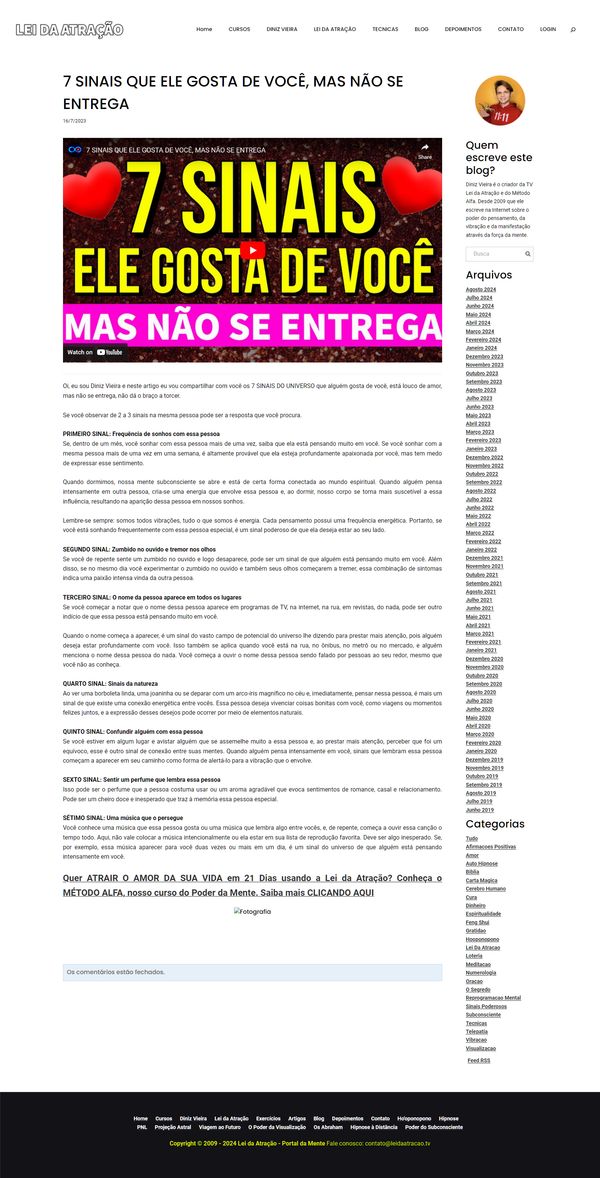 LEI DA ATRAÇÃO
Home CURSOS DINIZ VIEIRA LEI DA ATRAÇÃO TECNICAS BLOG DEPOIMENTOS CONTATO LOGIN
7 SINAIS QUE ELE GOSTA DE VOCÊ, MAS NÃO SE
ENTREGA
16/7/2023
7 SINAIS QUE ELE GOSTA DE VOCÊ, MAS NÃO SE ENTREGA
Share
7 SINAIS
ELE GOSTA DE VOCÊ
MAS NÃO SE ENTREGA
Watch on YouTube
Oi, eu sou Diniz Vieira e neste artigo eu vou compartilhar com você os 7 SINAIS DO UNIVERSO que alguém gosta de você, está louco de amor,
mas não se entrega, não dá o braço a torcer.
Se você observar de 2 a 3 sinais na mesma pessoa pode ser a resposta que você procura.
PRIMEIRO SINAL: Frequência de sonhos com essa pessoa
Se, dentro de um mês, você sonhar com essa pessoa mais de uma vez, saiba que ela está pensando muito em você. Se você sonhar com a
mesma pessoa mais de uma vez em uma semana, é altamente provável que ela esteja profundamente apaixonada por você, mas tem medo
de expressar esse sentimento.
Quando dormimos, nossa mente subconsciente se abre e está de certa forma conectada ao mundo espiritual. Quando alguém pensa
intensamente em outra pessoa, cria-se uma energia que envolve essa pessoa e, ao dormir, nosso corpo se torna mais suscetível a essa
influência, resultando na aparição dessa pessoa em nossos sonhos.
Lembre-se sempre: somos todos vibrações, tudo o que somos é energia. Cada pensamento possui uma frequência energética. Portanto, se
você está sonhando frequentemente com essa pessoa especial, é um sinal poderoso de que ela deseja estar ao seu lado.
SEGUNDO SINAL: Zumbido no ouvido e tremor nos olhos
Se você de repente sente um zumbido no ouvido e logo desaparece, pode ser um sinal de que alguém está pensando muito em você. Além
disso, se no mesmo dia você experimentar o zumbido no ouvido e também seus olhos começarem a tremer, essa combinação de sintomas
indica uma paixão intensa vinda da outra pessoa.
TERCEIRO SINAL: O nome da pessoa aparece em todos os lugares
Se você começar a notar que o nome dessa pessoa aparece em programas de TV, na internet, na rua, em revistas, do nada, pode ser outro
indício de que essa pessoa está pensando muito em você.
Quando o nome começa a aparecer, é um sinal do vasto campo de potencial do universo lhe dizendo para prestar mais atenção, pois alguém
deseja estar profundamente com você. Isso também se aplica quando você está na rua, no ônibus, no metrô ou no mercado, e alguém
menciona o nome dessa pessoa do nada. Você começa a ouvir o nome dessa pessoa sendo falado por pessoas ao seu redor, mesmo que
você não as conheça.
QUARTO SINAL: Sinais da natureza
Ao ver uma borboleta linda, uma joaninha ou se deparar com um arco-íris magnífico no céu e, imediatamente, pensar nessa pessoa, é mais um
sinal de que existe uma conexão energética entre vocês. Essa pessoa deseja vivenciar coisas bonitas com você, como viagens ou momentos
felizes juntos, e a expressão desses desejos pode ocorrer por meio de elementos naturais.
QUINTO SINAL: Confundir alguém com essa pessoa
Se você estiver em algum lugar e avistar alguém que se assemelhe muito a essa pessoa e, ao prestar mais atenção, perceber que foi um
equívoco, esse é outro sinal de conexão entre suas mentes. Quando alguém pensa intensamente em você, sinais que lembram essa pessoa
começam a aparecer em seu caminho como forma de alertá-lo para a vibração que o envolve.
SEXTO SINAL: Sentir um perfume que lembra essa pessoa
Isso pode ser o perfume que a pessoa costuma usar ou um aroma agradável que evoca sentimentos de romance, casal e relacionamento.
Pode ser um cheiro doce e inesperado que traz à memória essa pessoa especial.
SÉTIMO SINAL: Uma música que o persegue
Você conhece uma música que essa pessoa gosta ou uma música que lembra algo entre vocês, e, de repente, começa a ouvir essa canção o
tempo todo. Aqui, não vale colocar a música intencionalmente ou ela estar em sua lista de reprodução favorita. Deve ser algo inesperado. Se,
por exemplo, essa música aparecer para você duas vezes ou mais em um dia, é um sinal do universo de que alguém está pensando
intensamente em você.
Quer ATRAIR O AMOR DA SUA VIDA em 21 Dias usando a Lei da Atração? Conheça o
MÉTODO ALFA, nosso curso do Poder da Mente. Saiba mais CLICANDO AQUI
Fotografia
Os comentários estão fechados.
11:11
Quem
escreve este
blog?
Diniz Vieira é o criador da TV
Lei da Atração e do Método
Alfa. Desde 2009 que ele
escreve na Internet sobre o
poder do pensamento, da
vibração e da manifestação
através da força da mente.
Busca
Arquivos
Agosto 2024
Julho 2024
Junho 2024
Maio 2024
Abril 2024
Março 2024
Fevereiro 2024
Janeiro 2024
Dezembro 2023
Novembro 2023
Outubro 2023
Setembro 2023
Agosto 2023
Julho 2023
Junho 2023
Maio 2023
Abril 2023
Março 2023
Fevereiro 2023
Janeiro 2023
Dezembro 2022
Novembro 2022
Outubro 2022
Setembro 2022
Agosto 2022
Julho 2022
Junho 2022
Maio 2022
Abril 2022
Março 2022
Fevereiro 2022
Janeiro 2022
Dezembro 2021
Novembro 2021
Outubro 2021
Setembro 2021
Agosto 2021
Julho 2021
Junho 2021
Maio 2021
Abril 2021
Março 2021
Fevereiro 2021
Janeiro 2021
Dezembro 2020
Novembro 2020
Outubro 2020
Setembro 2020
Agosto 2020
Julho 2020
Junho 2020
Maio 2020
Abril 2020
Março 2020
Fevereiro 2020
Janeiro 2020
Dezembro 2019
Novembro 2019
Outubro 2019
Setembro 2019
Agosto 2019
Julho 2019
Junho 2019
Categorias
Tudo
Afirmacoes Positivas
Amor
Auto Hipnose
Biblia
Carta Magica
Cerebro Humano
Cura
Dinheiro
Espiritualidade
Feng Shui
Gratidao
Hooponopono
Lei Da Atracao
Loteria
Meditacao
Numerologia
Oracao
O Segredo
Reprogramacao Mental
Sinais Poderosos
Subconsciente
Tecnicas
Telepatia
Vibracao
Visualizacao
Feed RSS
Home Cursos Diniz Vieira Lei da Atração Exercícios Artigos Blog Depoimentos Contato Ho'oponopono Hipnose
PNL Projeção Astral Viagem ao Futuro O Poder da Visualização Os Abraham Hipnose à Distância Poder do Subconsciente
Copyright © 2009 - 2024 Lei da Atração - Portal da Mente Fale conosco: contato@leidaatracao.tv